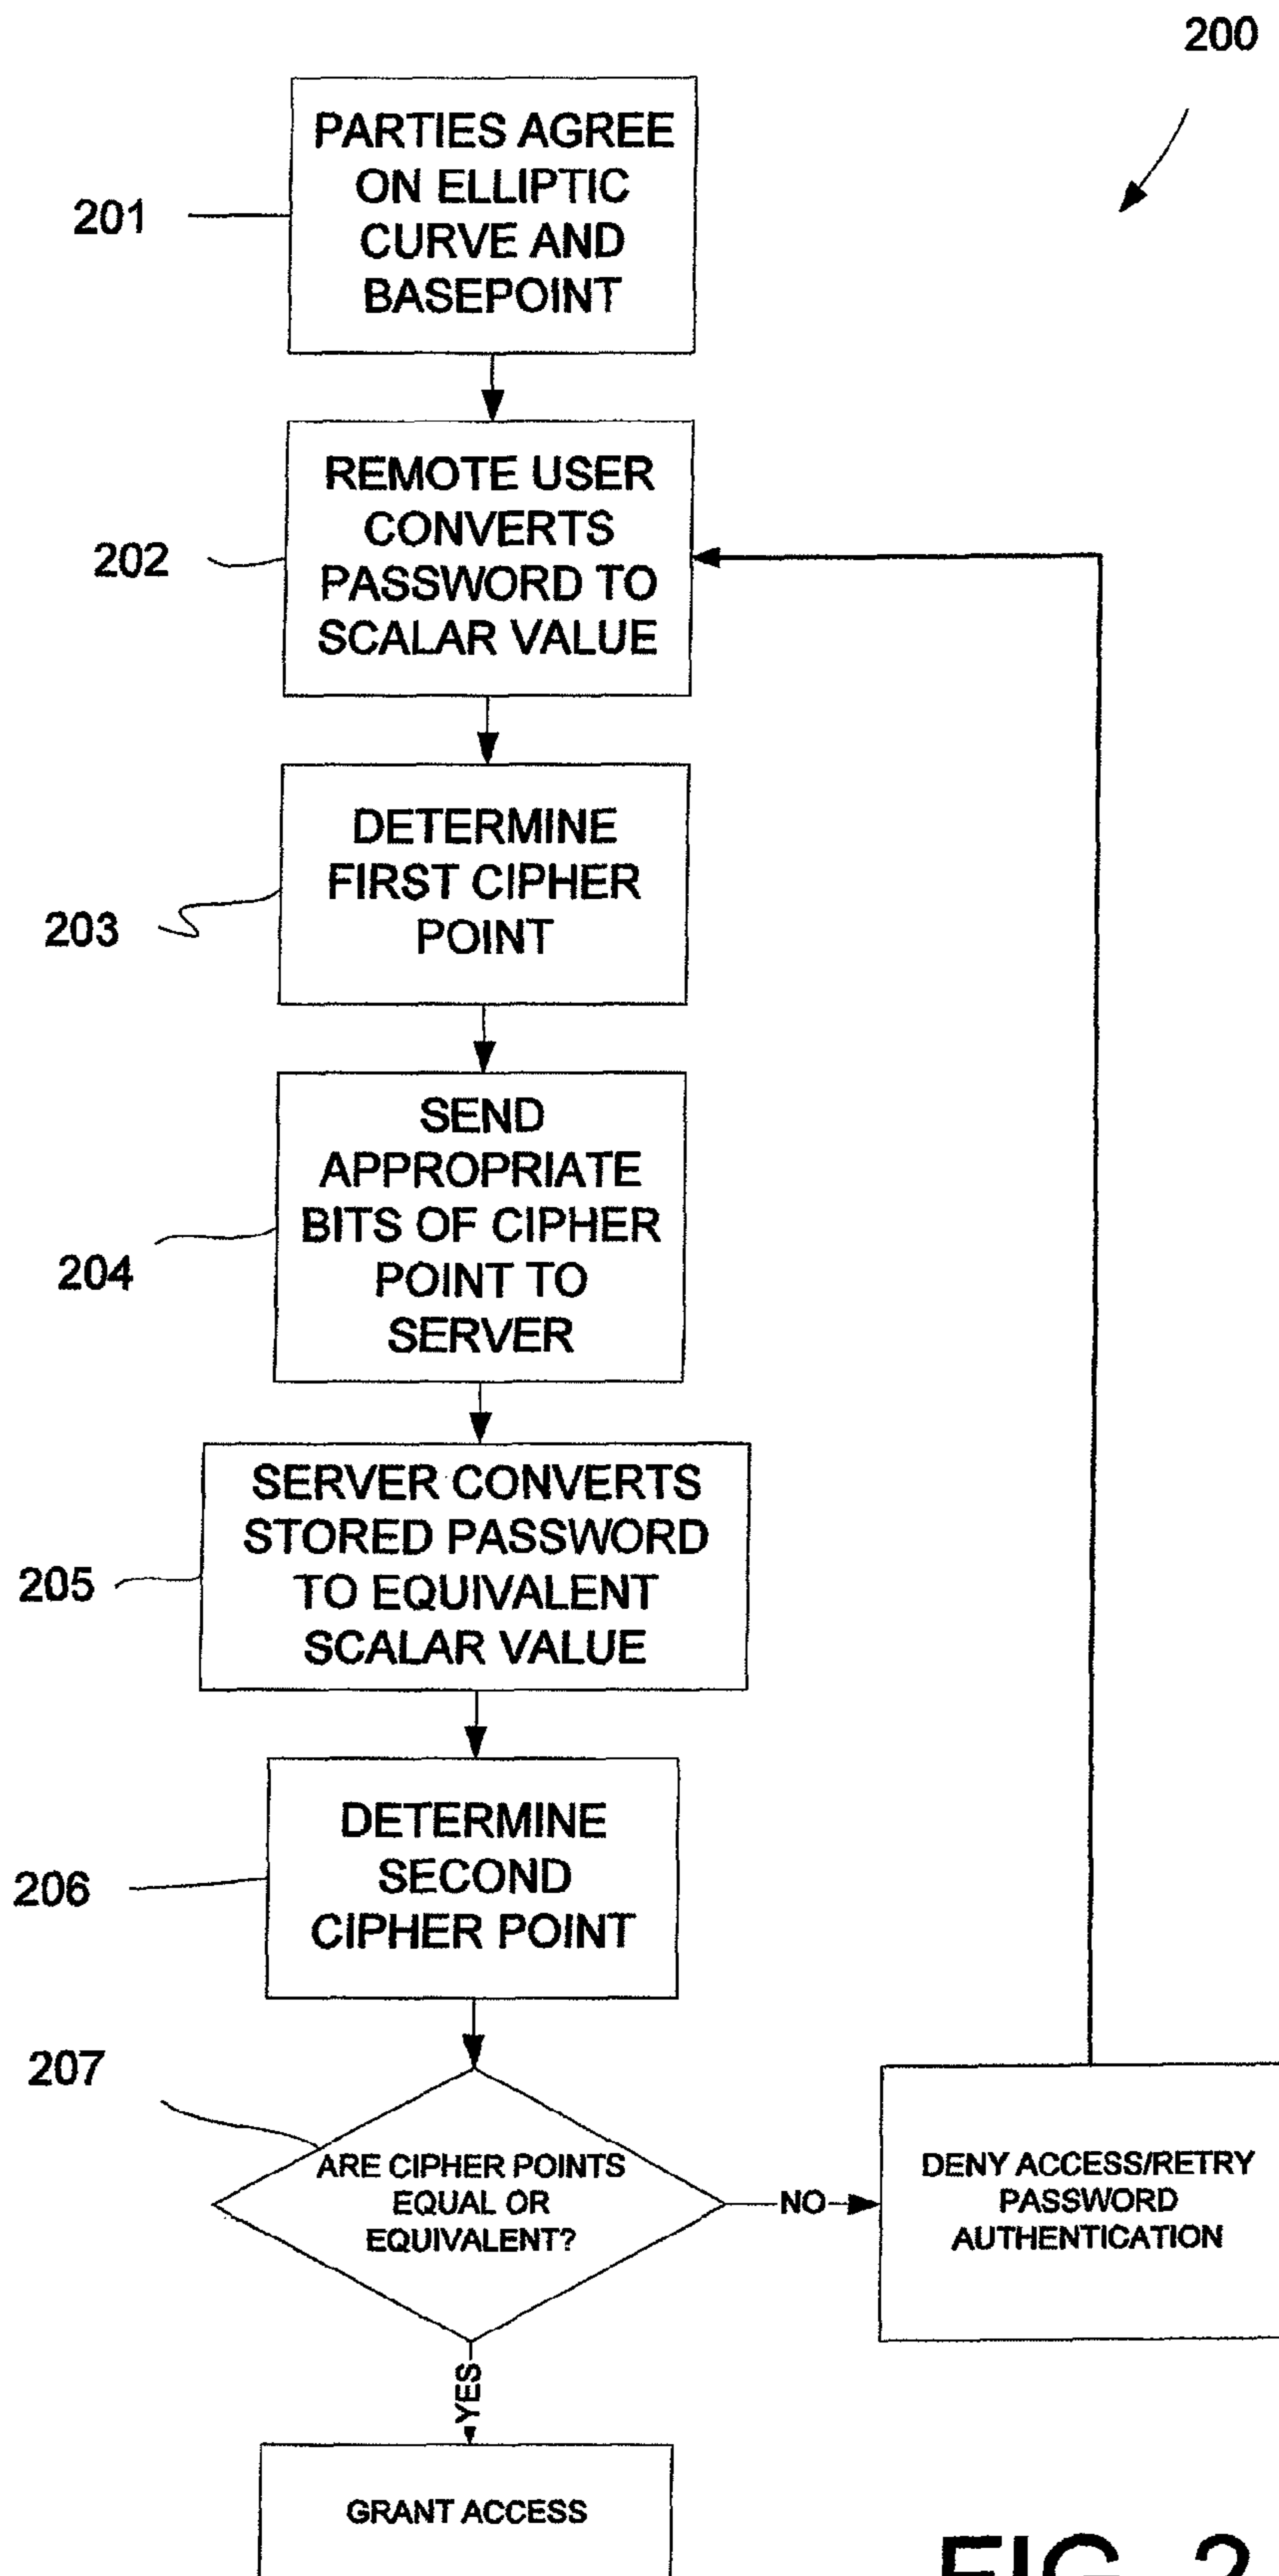 200
PARTIES AGREE
ON ELLIPTIC
CURVE AND
BASEPOINT
201
REMOTE USER
CONVERTS
PASSWORD TO
SCALAR VALUE
202
DETERMINE
FIRST CIPHER
POINT
203
SEND
APPROPRIATE
BITS OF CIPHER
POINT TO
SERVER
204
SERVER CONVERTS
STORED PASSWORD
TO EQUIVALENT
SCALAR VALUE
205
DETERMINE
SECOND
CIPHER POINT
206
207
ARE CIPHER POINTS
EQUAL OR
EQUIVALENT?
NO
DENY ACCESS/RETRY
PASSWORD
AUTHENTICATION
YES
GRANT ACCESS
FIG. 2